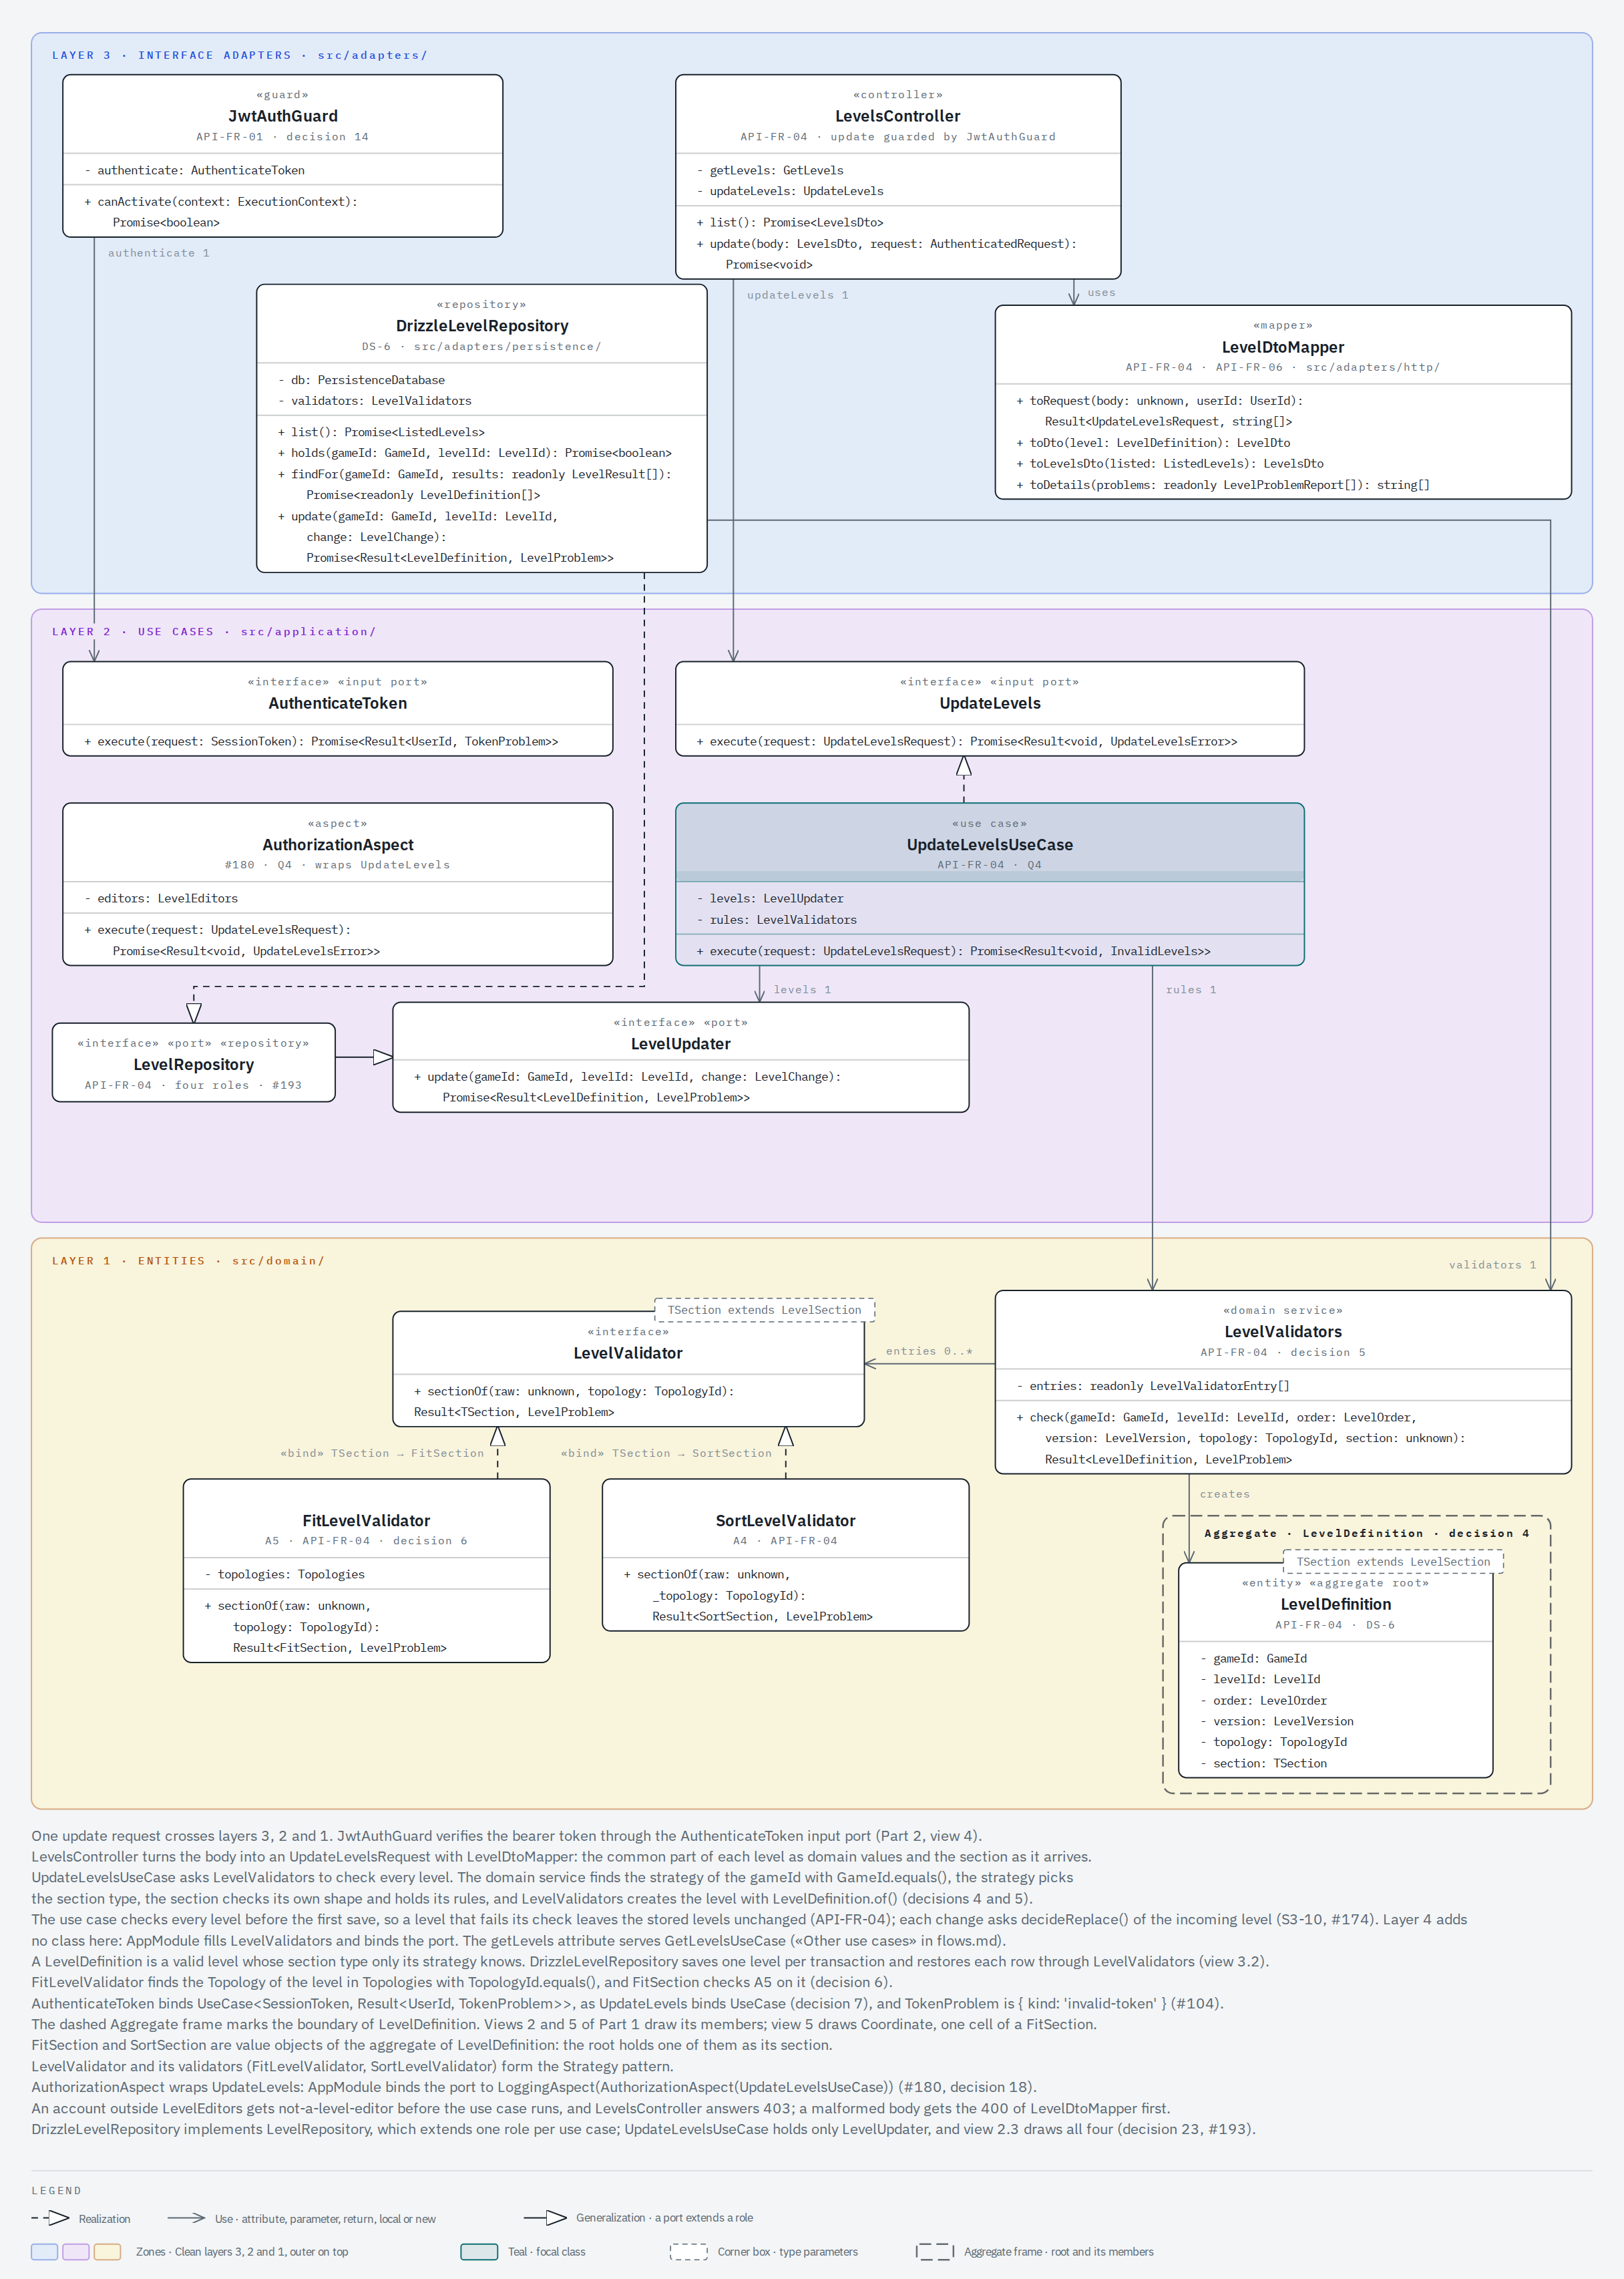 LAYER 3 · INTERFACE ADAPTERS · src/adapters/
«guard»
JwtAuthGuard
API-FR-01 · decision 14
- authenticate: AuthenticateToken
+ canActivate(context: ExecutionContext):
Promise<boolean>
authenticate 1
«controller»
LevelsController
API-FR-04 · update guarded by JwtAuthGuard
- getLevels: GetLevels
- updateLevels: UpdateLevels
+ list(): Promise<LevelsDto>
+ update(body: LevelsDto, request: AuthenticatedRequest):
Promise<void>
updateLevels 1
uses
«repository»
DrizzleLevelRepository
DS-6 · src/adapters/persistence/
- db: PersistenceDatabase
- validators: LevelValidators
+ list(): Promise<ListedLevels>
+ holds(gameId: GameId, levelId: LevelId): Promise<boolean>
+ findFor(gameId: GameId, results: readonly LevelResult[]):
Promise<readonly LevelDefinition[]>
+ update(gameId: GameId, levelId: LevelId,
change: LevelChange):
Promise<Result<LevelDefinition, LevelProblem>>
«mapper»
LevelDtoMapper
API-FR-04 · API-FR-06 · src/adapters/http/
+ toRequest(body: unknown, userId: UserId):
Result<UpdateLevelsRequest, string[]>
+ toDto(level: LevelDefinition): LevelDto
+ toLevelsDto(listed: ListedLevels): LevelsDto
+ toDetails(problems: readonly LevelProblemReport[]): string[]
LAYER 2 · USE CASES · src/application/
«interface» «input port»
AuthenticateToken
+ execute(request: SessionToken): Promise<Result<UserId, TokenProblem>>
«interface» «input port»
UpdateLevels
+ execute(request: UpdateLevelsRequest): Promise<Result<void, UpdateLevelsError>>
«aspect»
AuthorizationAspect
#180 · Q4 · wraps UpdateLevels
- editors: LevelEditors
+ execute(request: UpdateLevelsRequest):
Promise<Result<void, UpdateLevelsError>>
«use case»
UpdateLevelsUseCase
API-FR-04 · Q4
- levels: LevelUpdater
- rules: LevelValidators
+ execute(request: UpdateLevelsRequest): Promise<Result<void, InvalidLevels>>
levels 1
rules 1
«interface» «port» «repository»
LevelRepository
API-FR-04 · four roles · #193
«interface» «port»
LevelUpdater
+ update(gameId: GameId, levelId: LevelId, change: LevelChange):
Promise<Result<LevelDefinition, LevelProblem>>
LAYER 1 · ENTITIES · src/domain/
validators 1
TSection extends LevelSection
«interface»
LevelValidator
+ sectionOf(raw: unknown, topology: TopologyId):
Result<TSection, LevelProblem>
entries 0..*
«domain service»
LevelValidators
API-FR-04 · decision 5
- entries: readonly LevelValidatorEntry[]
+ check(gameId: GameId, levelId: LevelId, order: LevelOrder,
version: LevelVersion, topology: TopologyId, section: unknown):
Result<LevelDefinition, LevelProblem>
«bind» TSection → FitSection
«bind» TSection → SortSection
FitLevelValidator
A5 · API-FR-04 · decision 6
- topologies: Topologies
+ sectionOf(raw: unknown,
topology: TopologyId):
Result<FitSection, LevelProblem>
SortLevelValidator
A4 · API-FR-04
+ sectionOf(raw: unknown,
_topology: TopologyId):
Result<SortSection, LevelProblem>
creates
Aggregate · LevelDefinition · decision 4
TSection extends LevelSection
«entity» «aggregate root»
LevelDefinition
API-FR-04 · DS-6
- gameId: GameId
- levelId: LevelId
- order: LevelOrder
- version: LevelVersion
- topology: TopologyId
- section: TSection
One update request crosses layers 3, 2 and 1. JwtAuthGuard verifies the bearer token through the AuthenticateToken input port (Part 2, view 4).
LevelsController turns the body into an UpdateLevelsRequest with LevelDtoMapper: the common part of each level as domain values and the section as it arrives.
UpdateLevelsUseCase asks LevelValidators to check every level. The domain service finds the strategy of the gameId with GameId.equals(), the strategy picks
the section type, the section checks its own shape and holds its rules, and LevelValidators creates the level with LevelDefinition.of() (decisions 4 and 5).
The use case checks every level before the first save, so a level that fails its check leaves the stored levels unchanged (API-FR-04); each change asks decideReplace() of the incoming level (S3-10, #174). Layer 4 adds
no class here: AppModule fills LevelValidators and binds the port. The getLevels attribute serves GetLevelsUseCase («Other use cases» in flows.md).
A LevelDefinition is a valid level whose section type only its strategy knows. DrizzleLevelRepository saves one level per transaction and restores each row through LevelValidators (view 3.2).
FitLevelValidator finds the Topology of the level in Topologies with TopologyId.equals(), and FitSection checks A5 on it (decision 6).
AuthenticateToken binds UseCase<SessionToken, Result<UserId, TokenProblem>>, as UpdateLevels binds UseCase (decision 7), and TokenProblem is { kind: 'invalid-token' } (#104).
The dashed Aggregate frame marks the boundary of LevelDefinition. Views 2 and 5 of Part 1 draw its members; view 5 draws Coordinate, one cell of a FitSection.
FitSection and SortSection are value objects of the aggregate of LevelDefinition: the root holds one of them as its section.
LevelValidator and its validators (FitLevelValidator, SortLevelValidator) form the Strategy pattern.
AuthorizationAspect wraps UpdateLevels: AppModule binds the port to LoggingAspect(AuthorizationAspect(UpdateLevelsUseCase)) (#180, decision 18).
An account outside LevelEditors gets not-a-level-editor before the use case runs, and LevelsController answers 403; a malformed body gets the 400 of LevelDtoMapper first.
DrizzleLevelRepository implements LevelRepository, which extends one role per use case; UpdateLevelsUseCase holds only LevelUpdater, and view 2.3 draws all four (decision 23, #193).
LEGEND
Realization
Use · attribute, parameter, return, local or new
Generalization · a port extends a role
Zones · Clean layers 3, 2 and 1, outer on top
Teal · focal class
Corner box · type parameters
Aggregate frame · root and its members